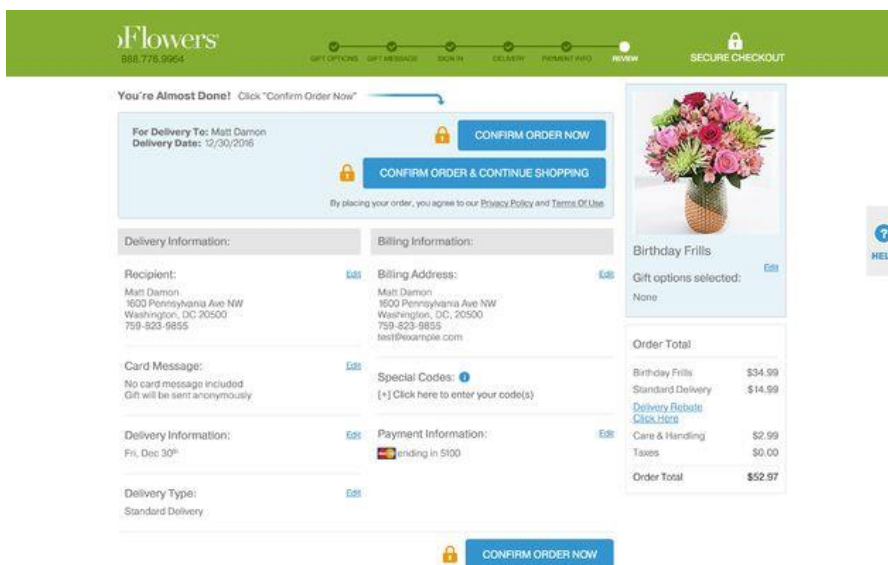 Flowers
888.776.9964
GIFT OPTIONS GIFT MESSAGE SIGN IN DELIVERY PAYMENT INFO REVIEW
SECURE CHECKOUT
You're Almost Done! Click "Confirm Order Now"
For Delivery To: Matt Damon
Delivery Date: 12/30/2016
CONFIRM ORDER NOW
CONFIRM ORDER & CONTINUE SHOPPING
By placing your order, you agree to our Privacy Policy and Terms Of Use
Delivery Information:
Recipient: Edit
Matt Damon
1600 Pennsylvania Ave NW
Washington, DC 20500
759-823-9855
Card Message: Edit
No card message included
Gift will be sent anonymously
Delivery Information: Edit
Fri, Dec 30th
Delivery Type: Edit
Standard Delivery
Billing Information:
Billing Address: Edit
Matt Damon
1600 Pennsylvania Ave NW
Washington, DC, 20500
759-823-9855
test@example.com
Special Codes:
[+] Click here to enter your code(s)
Payment Information: Edit
ending in 5100
CONFIRM ORDER NOW
Birthday Frills
Edit
Gift options selected:
None
Order Total
Birthday Frills $34.99
Standard Delivery $14.99
Delivery Rebate
Click Here
Care & Handling $2.99
Taxes $0.00
Order Total $52.97
?